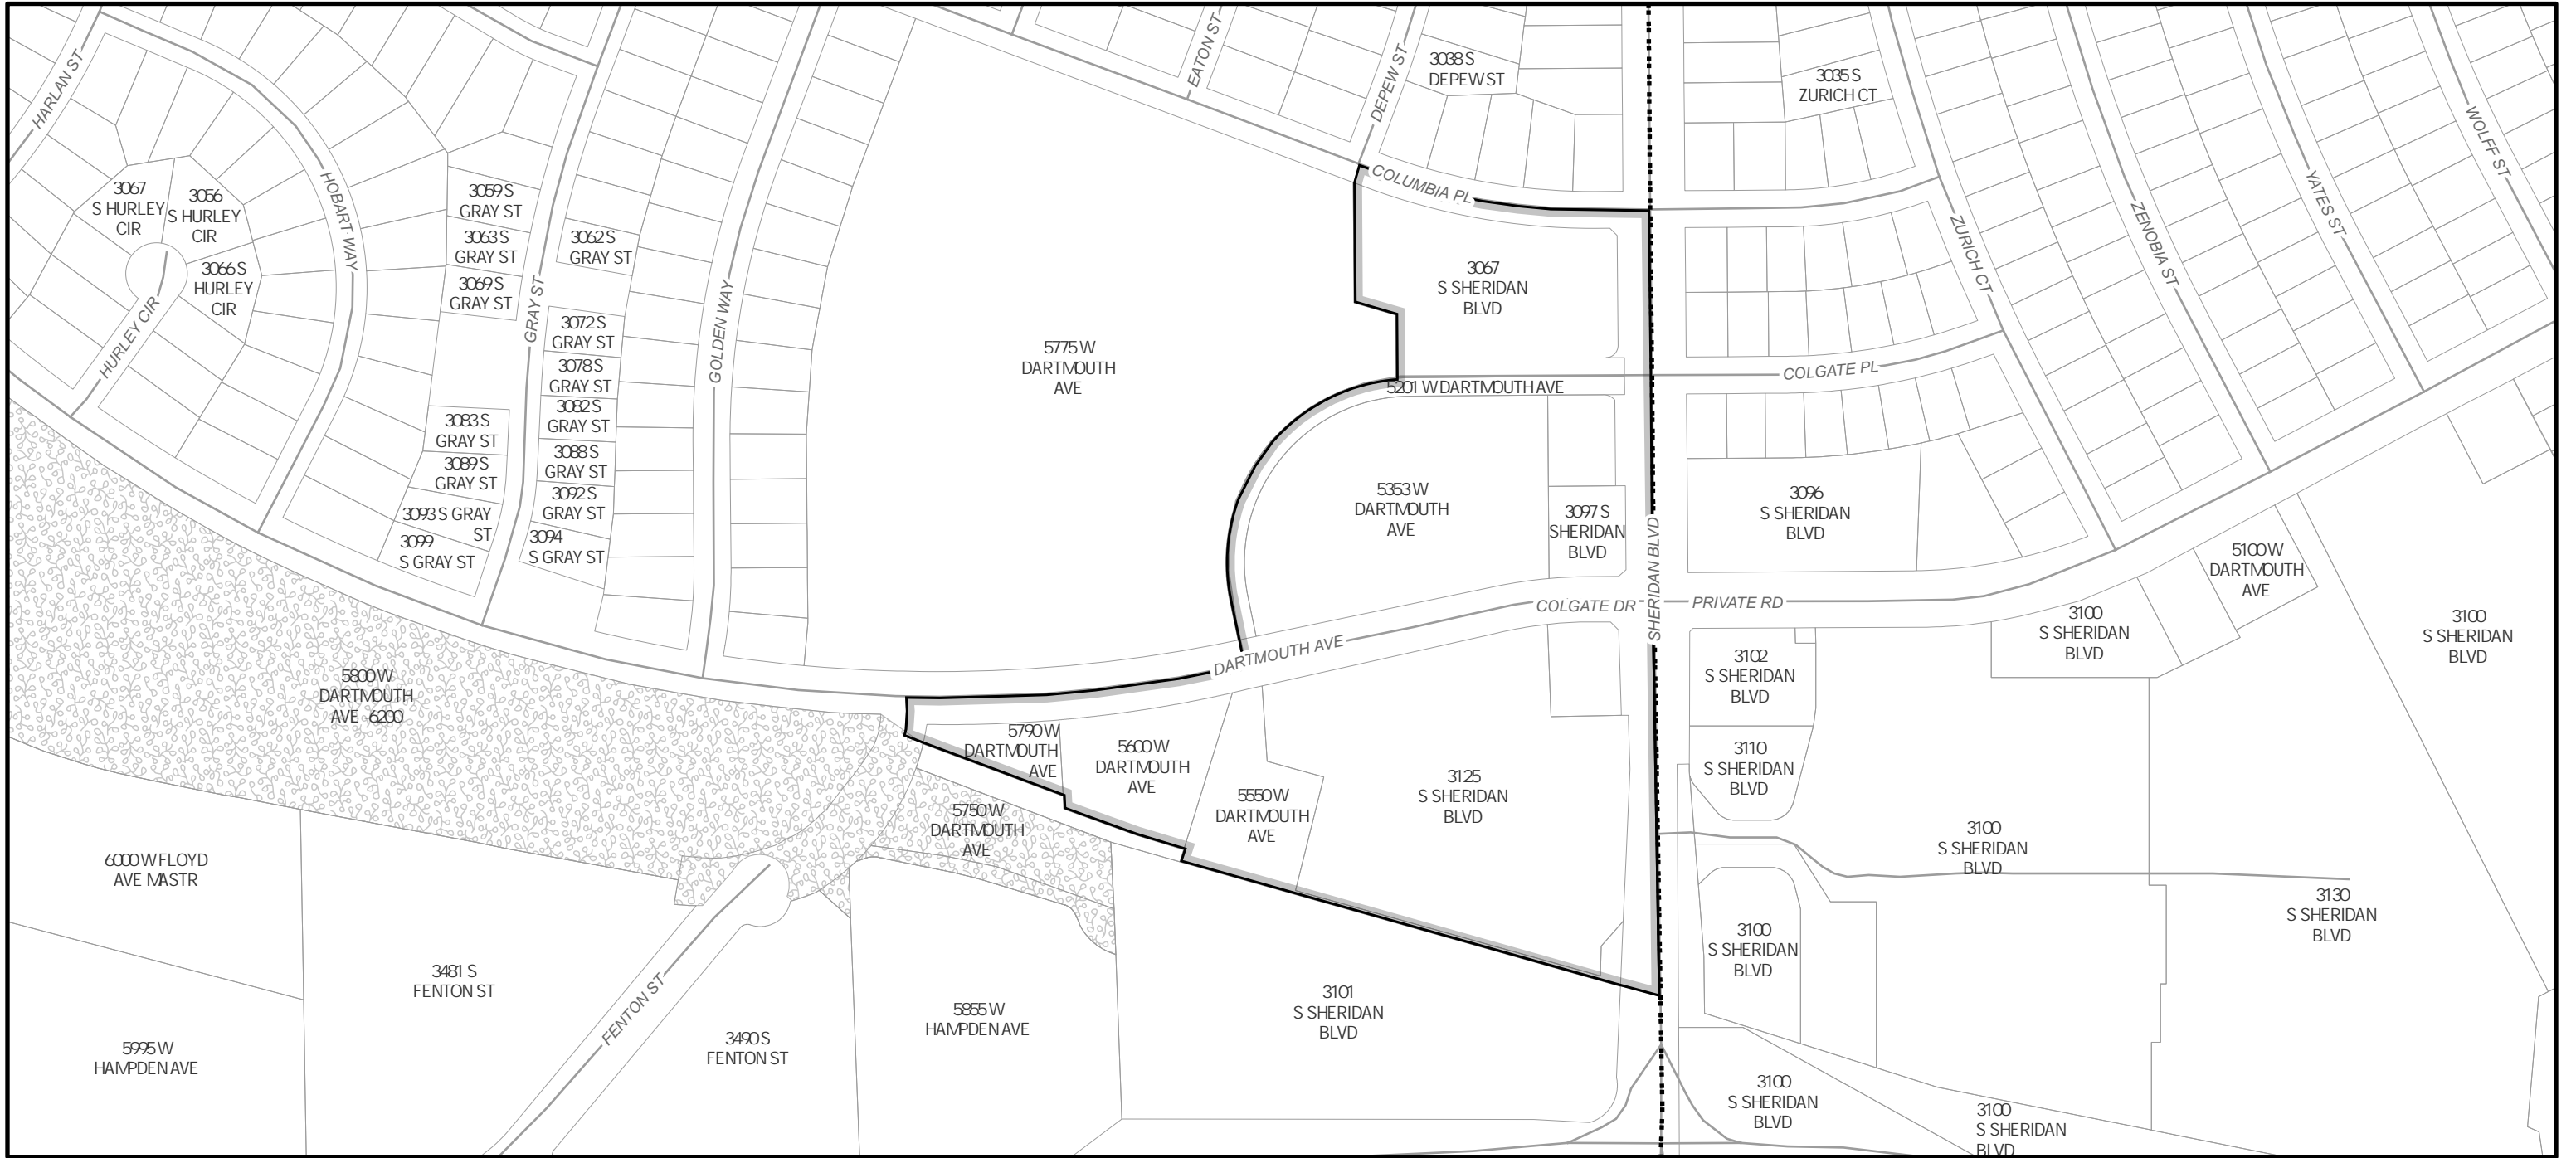 HARLAN ST
EATON ST
DEPEW ST
3038 S
DEPEW ST
3035 S
ZURICH CT
WOLFF ST
3067
S HURLEY
CIR
3056
S HURLEY
CIR
HOBART WAY
3059 S
GRAY ST
3063 S
GRAY ST
3062 S
GRAY ST
COLUMBIA PL
ZURICH CT
ZENOBIA ST
YATES ST
3066 S
HURLEY
CIR
3069 S
GRAY ST
3067
S SHERIDAN
BLVD
HURLEY CIR
GRAY ST
GOLDEN WAY
3072 S
GRAY ST
3078 S
GRAY ST
5775 W
DARTMOUTH
AVE
COLGATE PL
5201 W DARTMOUTH AVE
3083 S
GRAY ST
3082 S
GRAY ST
3089 S
GRAY ST
3088 S
GRAY ST
3092 S
GRAY ST
3093 S GRAY
ST
3094
S GRAY ST
3099
S GRAY ST
5353 W
DARTMOUTH
AVE
3097 S
SHERIDAN
BLVD
SHERIDAN BLVD
3096
S SHERIDAN
BLVD
5100 W
DARTMOUTH
AVE
COLGATE DR
PRIVATE RD
3100
S SHERIDAN
BLVD
3100
S SHERIDAN
BLVD
DARTMOUTH AVE
3102
S SHERIDAN
BLVD
5800 W
DARTMOUTH
AVE -6200
5790 W
DARTMOUTH
AVE
5600 W
DARTMOUTH
AVE
5550 W
DARTMOUTH
AVE
3125
S SHERIDAN
BLVD
3110
S SHERIDAN
BLVD
5750 W
DARTMOUTH
AVE
3100
S SHERIDAN
BLVD
6000 W FLOYD
AVE MASTR
3130
S SHERIDAN
BLVD
3100
S SHERIDAN
BLVD
3481 S
FENTON ST
FENTON ST
5995 W
HAMPDEN AVE
3490 S
FENTON ST
5855 W
HAMPDEN AVE
3101
S SHERIDAN
BLVD
3100
S SHERIDAN
BLVD
3100
S SHERIDAN
BLVD